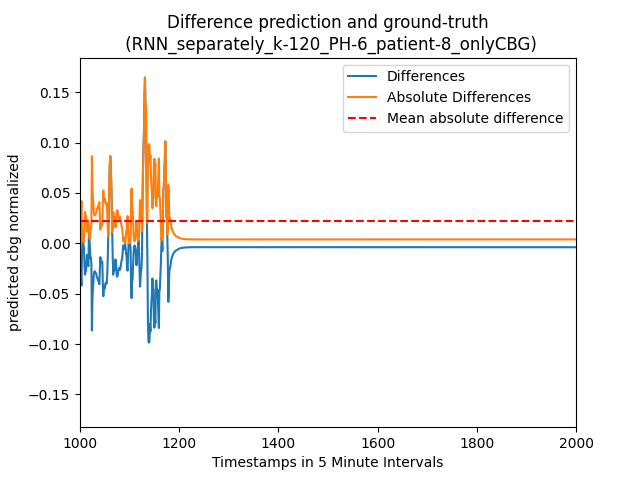 Difference prediction and ground-truth
(RNN_separately_k-120_PH-6_patient-8_onlyCBG)
Differences
Absolute Differences
Mean absolute difference
predicted cbg normalized
0.15
0.10
0.05
0.00
−0.05
−0.10
−0.15
1000
1200
1400
1600
1800
2000
Timestamps in 5 Minute Intervals